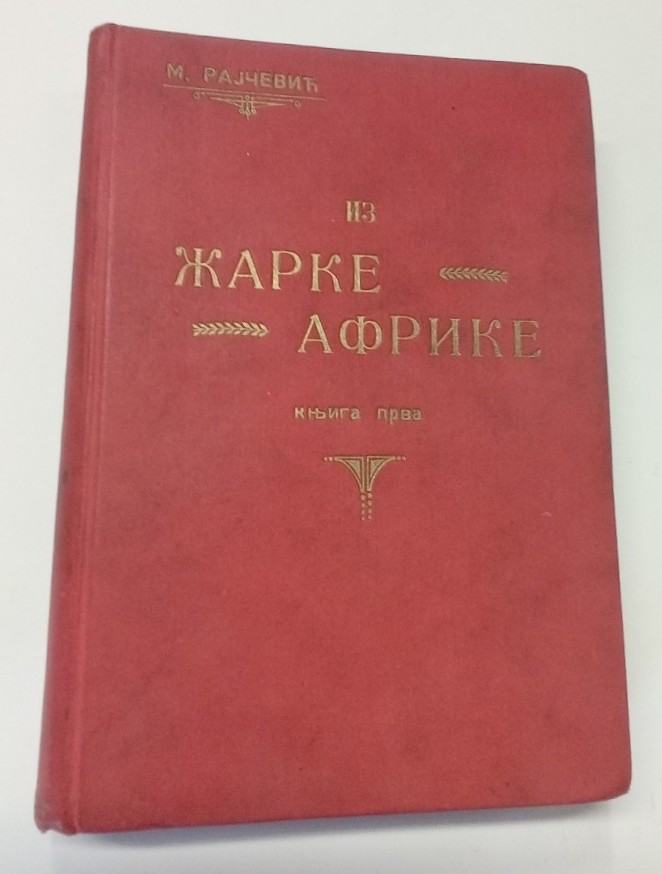 М. РАЈЧЕВИЋ
ИЗ
ЖАРКЕ
АФРИКЕ
књига прва